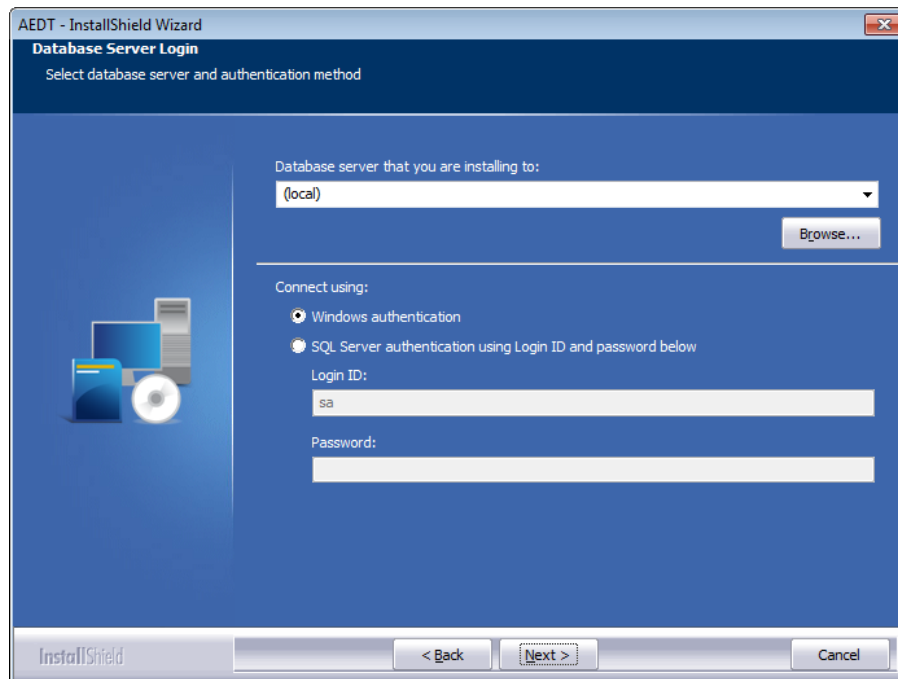 AEDT - InstallShield Wizard
Database Server Login
Select database server and authentication method
Database server that you are installing to:
(local)
Browse...
Connect using:
Windows authentication
SQL Server authentication using Login ID and password below
Login ID:
sa
Password:
InstallShield
< Back
Next >
Cancel